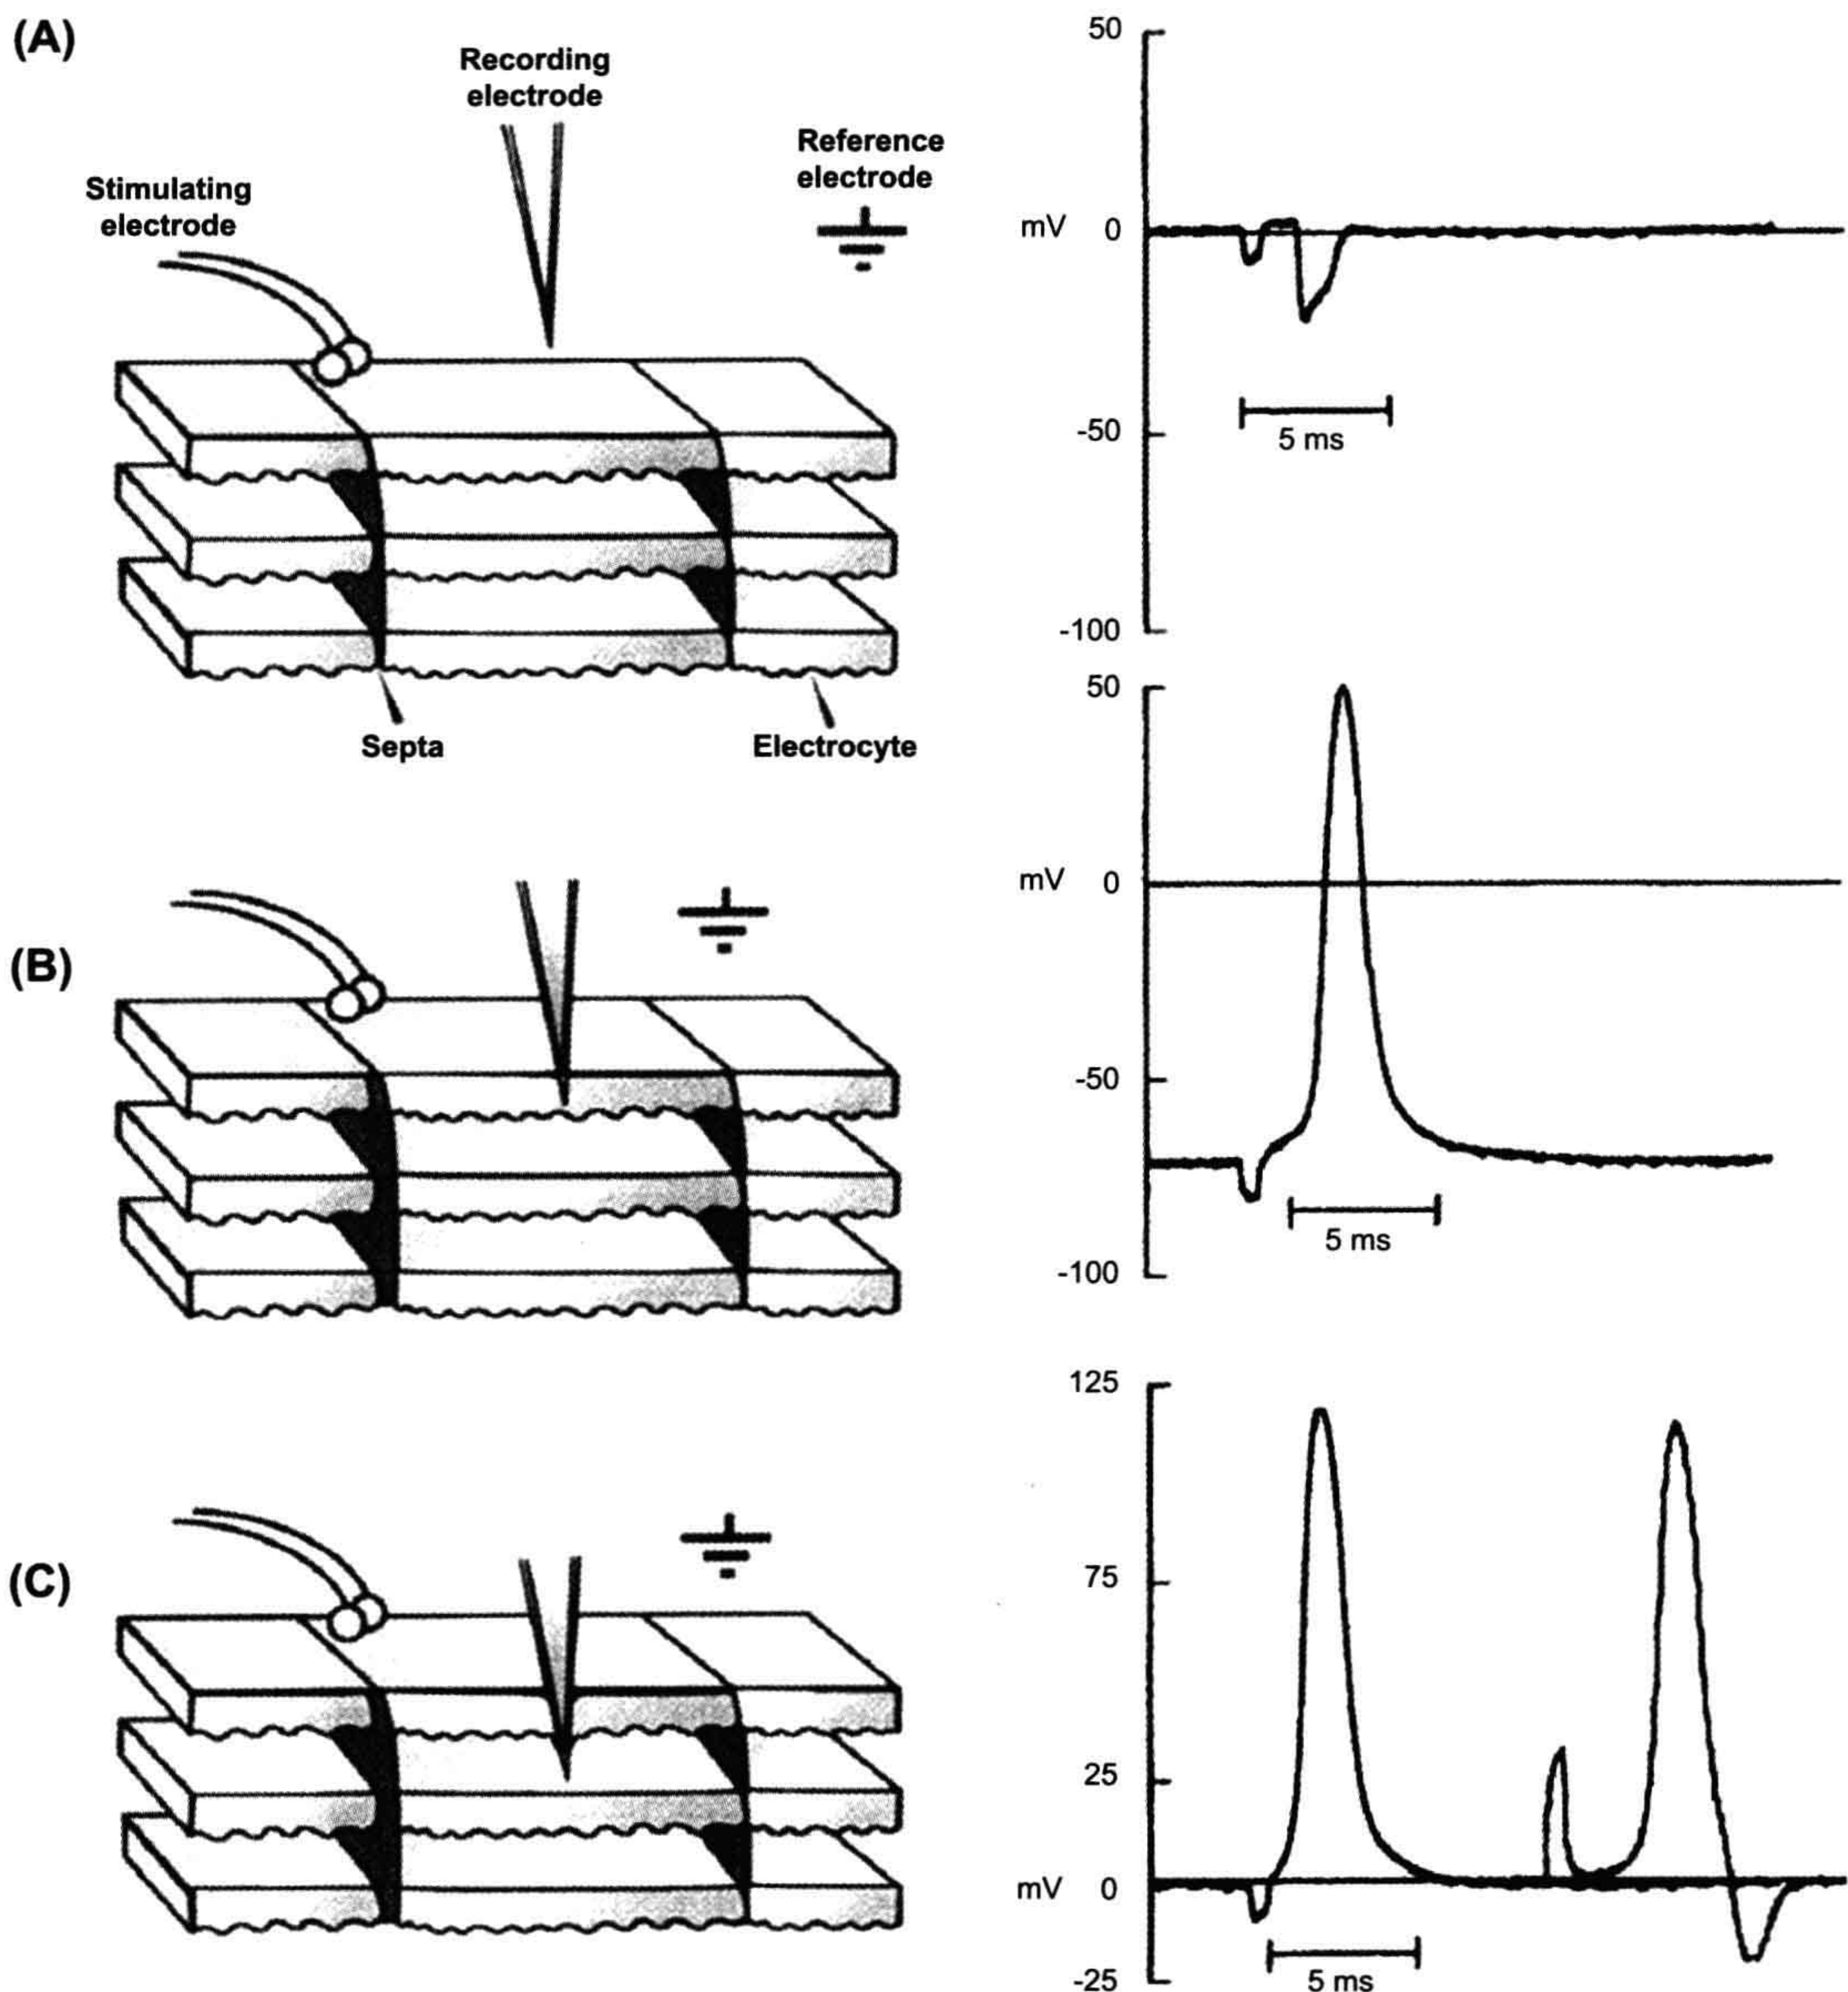 (A)
Recording
electrode
Reference
electrode
Stimulating
electrode
Septa
Electrocyte
50
mV 0
-50
-100
5 ms
(B)
50
mV 0
-50
-100
5 ms
(C)
125
75
25
mV 0
-25
5 ms